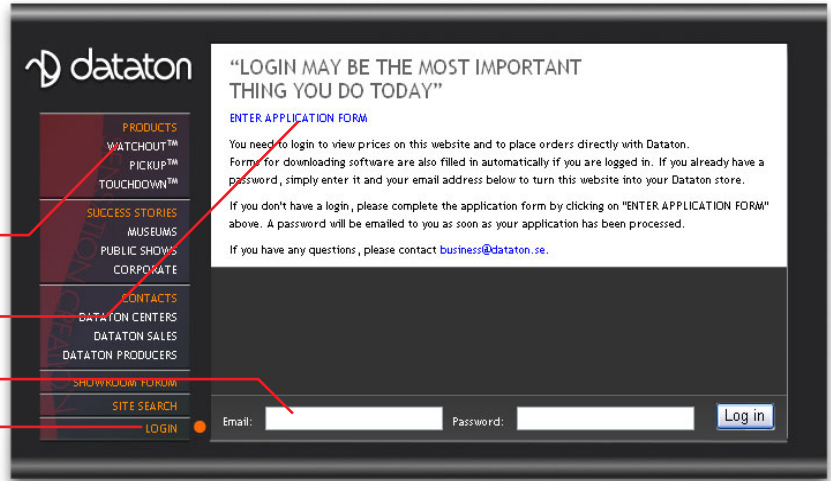 dataton
PRODUCTS
WATCHOUT™
PICKUP™
TOUCHDOWN™
SUCCESS STORIES
MUSEUMS
PUBLIC SHOWS
CORPORATE
CONTACTS
DATATON CENTERS
DATATON SALES
DATATON PRODUCERS
SHOWROOM FORUM
SITE SEARCH
LOGIN
“LOGIN MAY BE THE MOST IMPORTANT
THING YOU DO TODAY”
ENTER APPLICATION FORM
You need to login to view prices on this website and to place orders directly with Dataton.
Forms for downloading software are also filled in automatically if you are logged in. If you already have a
password, simply enter it and your email address below to turn this website into your Dataton store.
If you don't have a login, please complete the application form by clicking on "ENTER APPLICATION FORM"
above. A password will be emailed to you as soon as your application has been processed.
If you have any questions, please contact business@dataton.se.
Email: Password: Log in